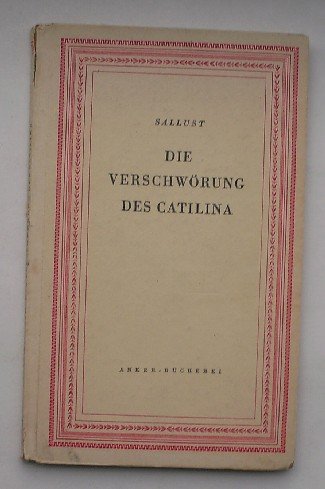 SALLUST
DIE
VERSCHWÖRUNG
DES CATILINA
ANKER-BÜCHEREI